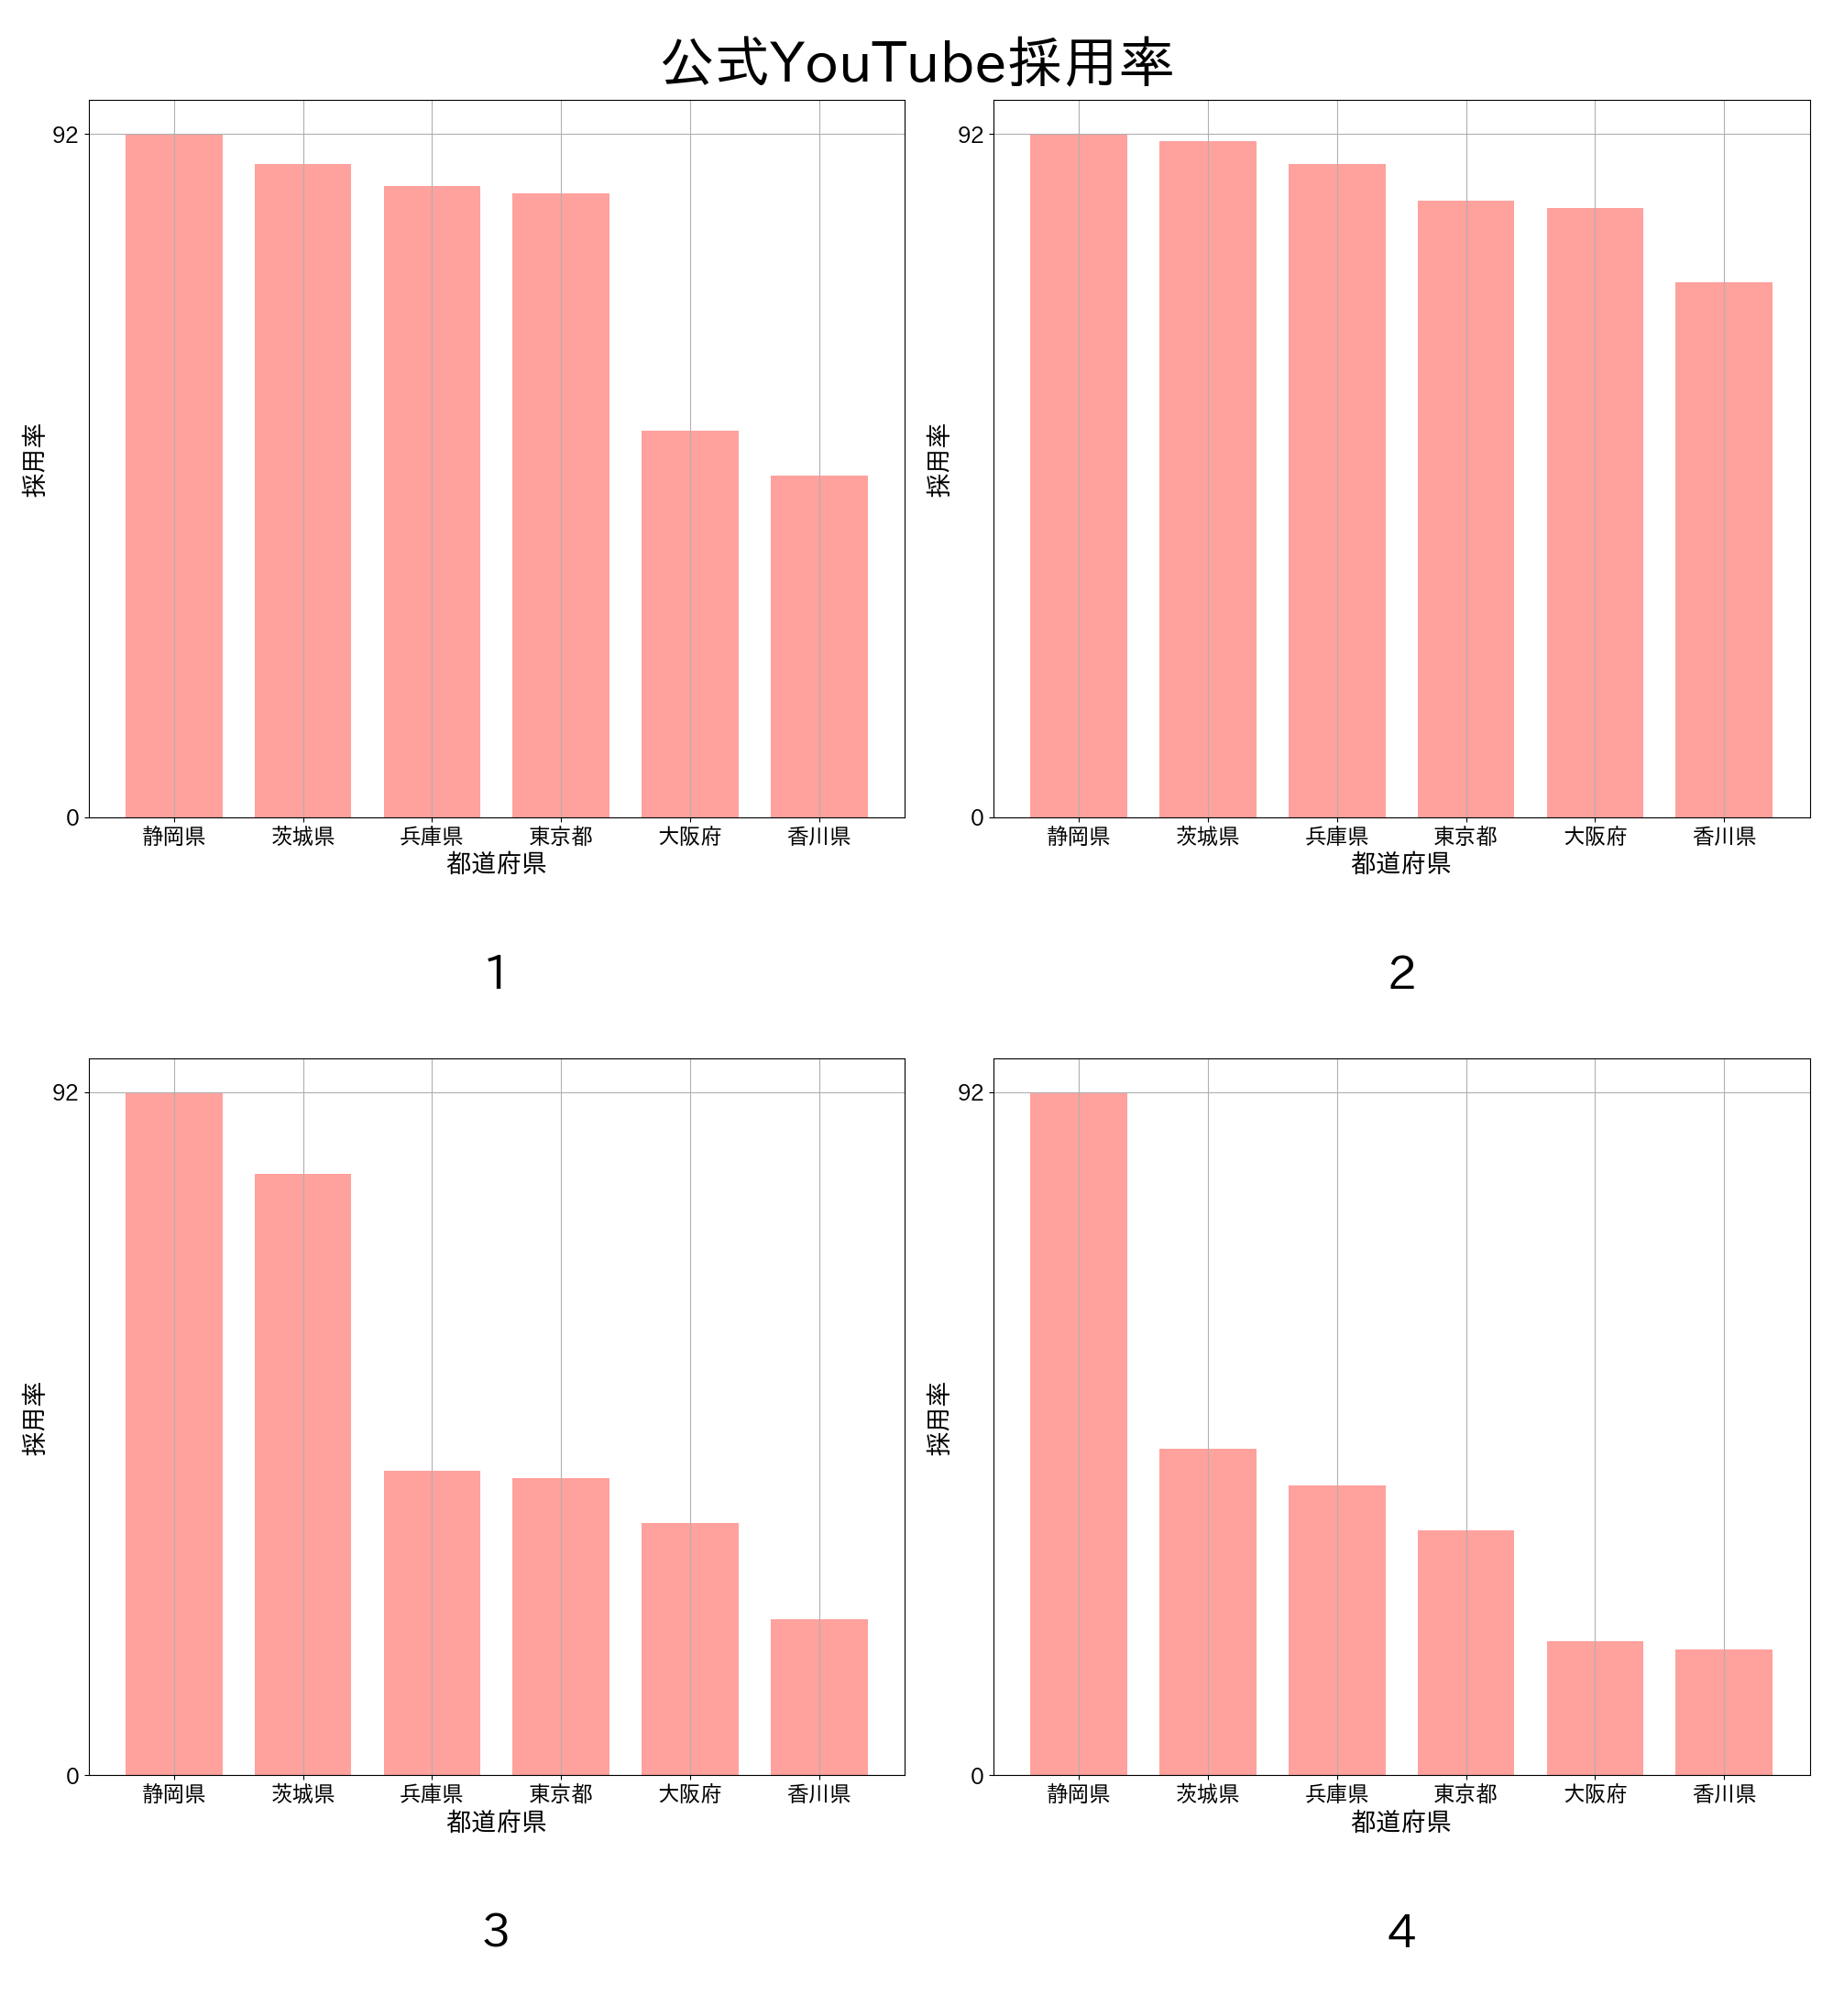 公式YouTube採用率
92
0
採用率
静岡県 茨城県 兵庫県 東京都 大阪府 香川県
都道府県
1
92
0
採用率
静岡県 茨城県 兵庫県 東京都 大阪府 香川県
都道府県
2
92
0
採用率
静岡県 茨城県 兵庫県 東京都 大阪府 香川県
都道府県
3
92
0
採用率
静岡県 茨城県 兵庫県 東京都 大阪府 香川県
都道府県
4